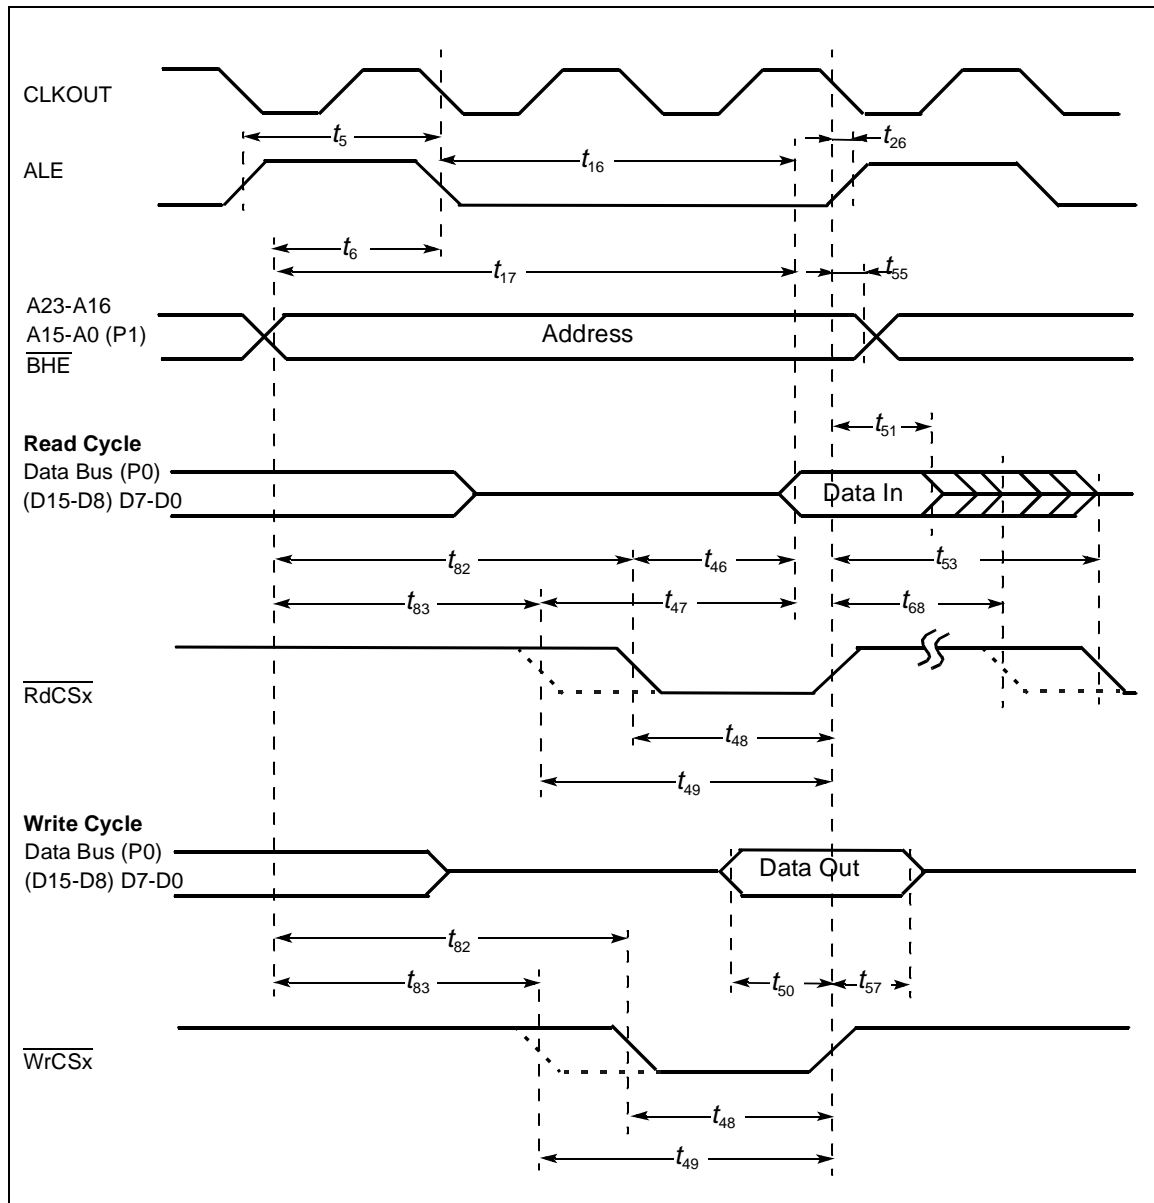 CLKOUT
t5
t26
t16
ALE
t6
t17
t55
A23-A16
A15-A0 (P1)
BHE
Address
t51
Read Cycle
Data Bus (P0)
(D15-D8) D7-D0
Data In
t82
t46
t53
t83
t47
t68
RdCSx
t48
t49
Write Cycle
Data Bus (P0)
(D15-D8) D7-D0
Data Out
t82
t83
t50
t57
WrCSx
t48
t49